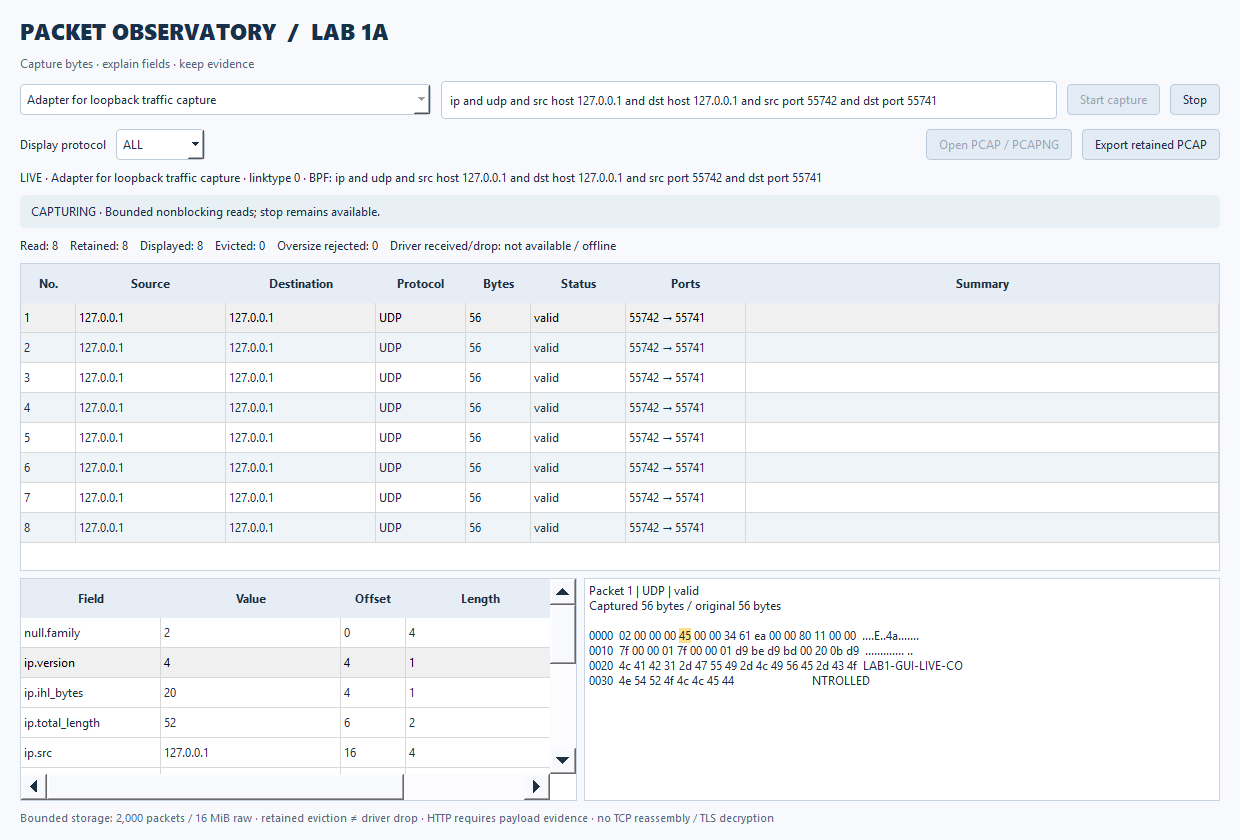 PACKET OBSERVATORY / LAB 1A
Capture bytes · explain fields · keep evidence
Adapter for loopback traffic capture
ip and udp and src host 127.0.0.1 and dst host 127.0.0.1 and src port 55742 and dst port 55741
Start capture
Stop
Display protocol
ALL
Open PCAP / PCAPNG
Export retained PCAP
LIVE · Adapter for loopback traffic capture · linktype 0 · BPF: ip and udp and src host 127.0.0.1 and dst host 127.0.0.1 and src port 55742 and dst port 55741
CAPTURING · Bounded nonblocking reads; stop remains available.
Read: 8 Retained: 8 Displayed: 8 Evicted: 0 Oversize rejected: 0 Driver received/drop: not available / offline
No. Source Destination Protocol Bytes Status Ports Summary
1 127.0.0.1 127.0.0.1 UDP 56 valid 55742 → 55741
2 127.0.0.1 127.0.0.1 UDP 56 valid 55742 → 55741
3 127.0.0.1 127.0.0.1 UDP 56 valid 55742 → 55741
4 127.0.0.1 127.0.0.1 UDP 56 valid 55742 → 55741
5 127.0.0.1 127.0.0.1 UDP 56 valid 55742 → 55741
6 127.0.0.1 127.0.0.1 UDP 56 valid 55742 → 55741
7 127.0.0.1 127.0.0.1 UDP 56 valid 55742 → 55741
8 127.0.0.1 127.0.0.1 UDP 56 valid 55742 → 55741
Field Value Offset Length
null.family 2 0 4
ip.version 4 4 1
ip.ihl_bytes 20 4 1
ip.total_length 52 6 2
ip.src 127.0.0.1 16 4
Packet 1 | UDP | valid
Captured 56 bytes / original 56 bytes
0000 02 00 00 00 45 00 00 34 61 ea 00 00 80 11 00 00 ....E..4a.......
0010 7f 00 00 01 7f 00 00 01 d9 be d9 bd 00 20 0b d9 ............. ..
0020 4c 41 42 31 2d 47 55 49 2d 4c 49 56 45 2d 43 4f LAB1-GUI-LIVE-CO
0030 4e 54 52 4f 4c 4c 45 44 NTROLLED
Bounded storage: 2,000 packets / 16 MiB raw · retained eviction ≠ driver drop · HTTP requires payload evidence · no TCP reassembly / TLS decryption